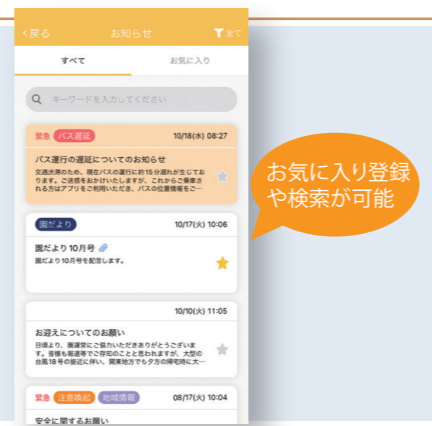 <戻る お知らせ 全て
すべて お気に入り
キーワードを入力してください
緊急 バス遅延 10/18(水) 08:27
バス運行の遅延についてのお知らせ
交通渋滞のため、現在バスの運行に約15分遅れが生じてお
ります。ご迷惑をおかけいたしますが、これからご乗車さ
れる方はアプリをご利用いただき、バスの位置情報をご…
園だより 10/17(火) 10:06
園だより10月号
園だより10月号を配信します。
10/10(火) 11:05
お迎えについてのお願い
日頃より、園運営にご協力いただきありがとうございま
す。皆様も報道等でご存知のことと思われますが、大型の
台風18号の接近に伴い、関東地方でも夕方の帰宅時に大…
緊急 注意喚起 地域情報 08/17(火) 10:04
安全に関するお願い
お気に入り登録
や検索が可能